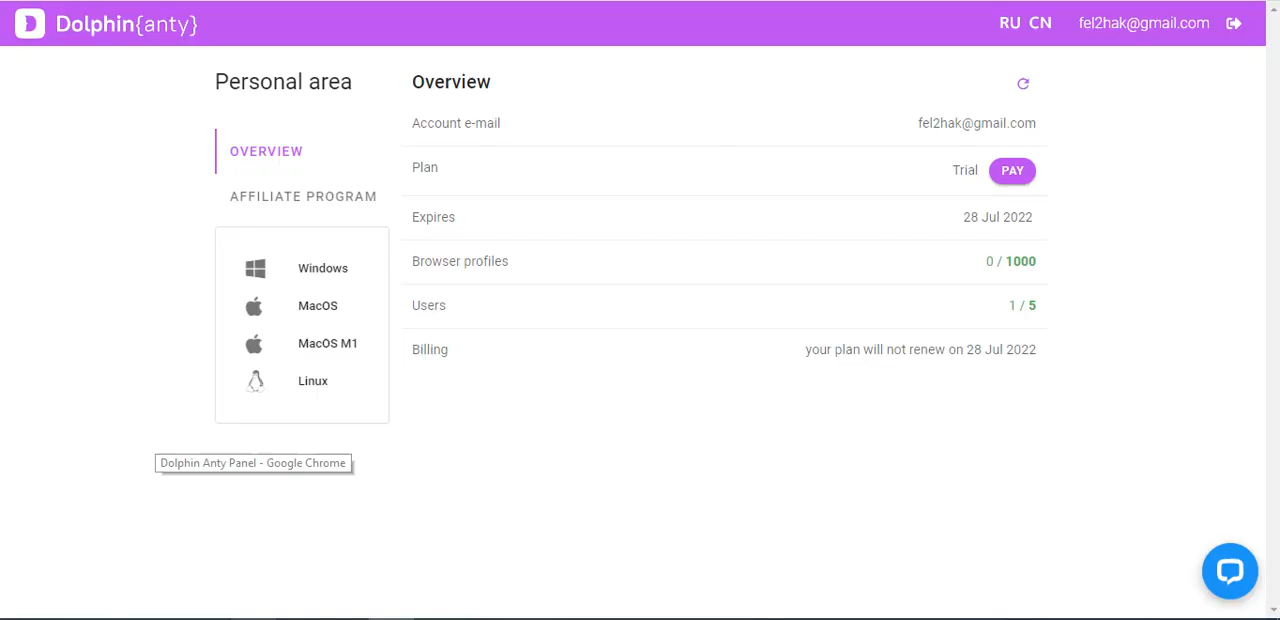 Dolphin{anty}
RU CN fel2hak@gmail.com
Personal area
OVERVIEW
AFFILIATE PROGRAM
Windows
MacOS
MacOS M1
Linux
Overview
Account e-mail fel2hak@gmail.com
Plan Trial PAY
Expires 28 Jul 2022
Browser profiles 0 / 1000
Users 1 / 5
Billing your plan will not renew on 28 Jul 2022
Dolphin Anty Panel - Google Chrome